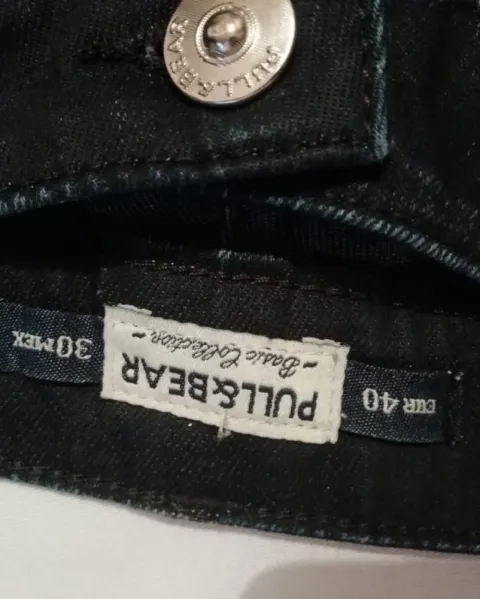 PULL&BEAR
EUR 40
PULL&BEAR
- Basic Collection -
30 MEX